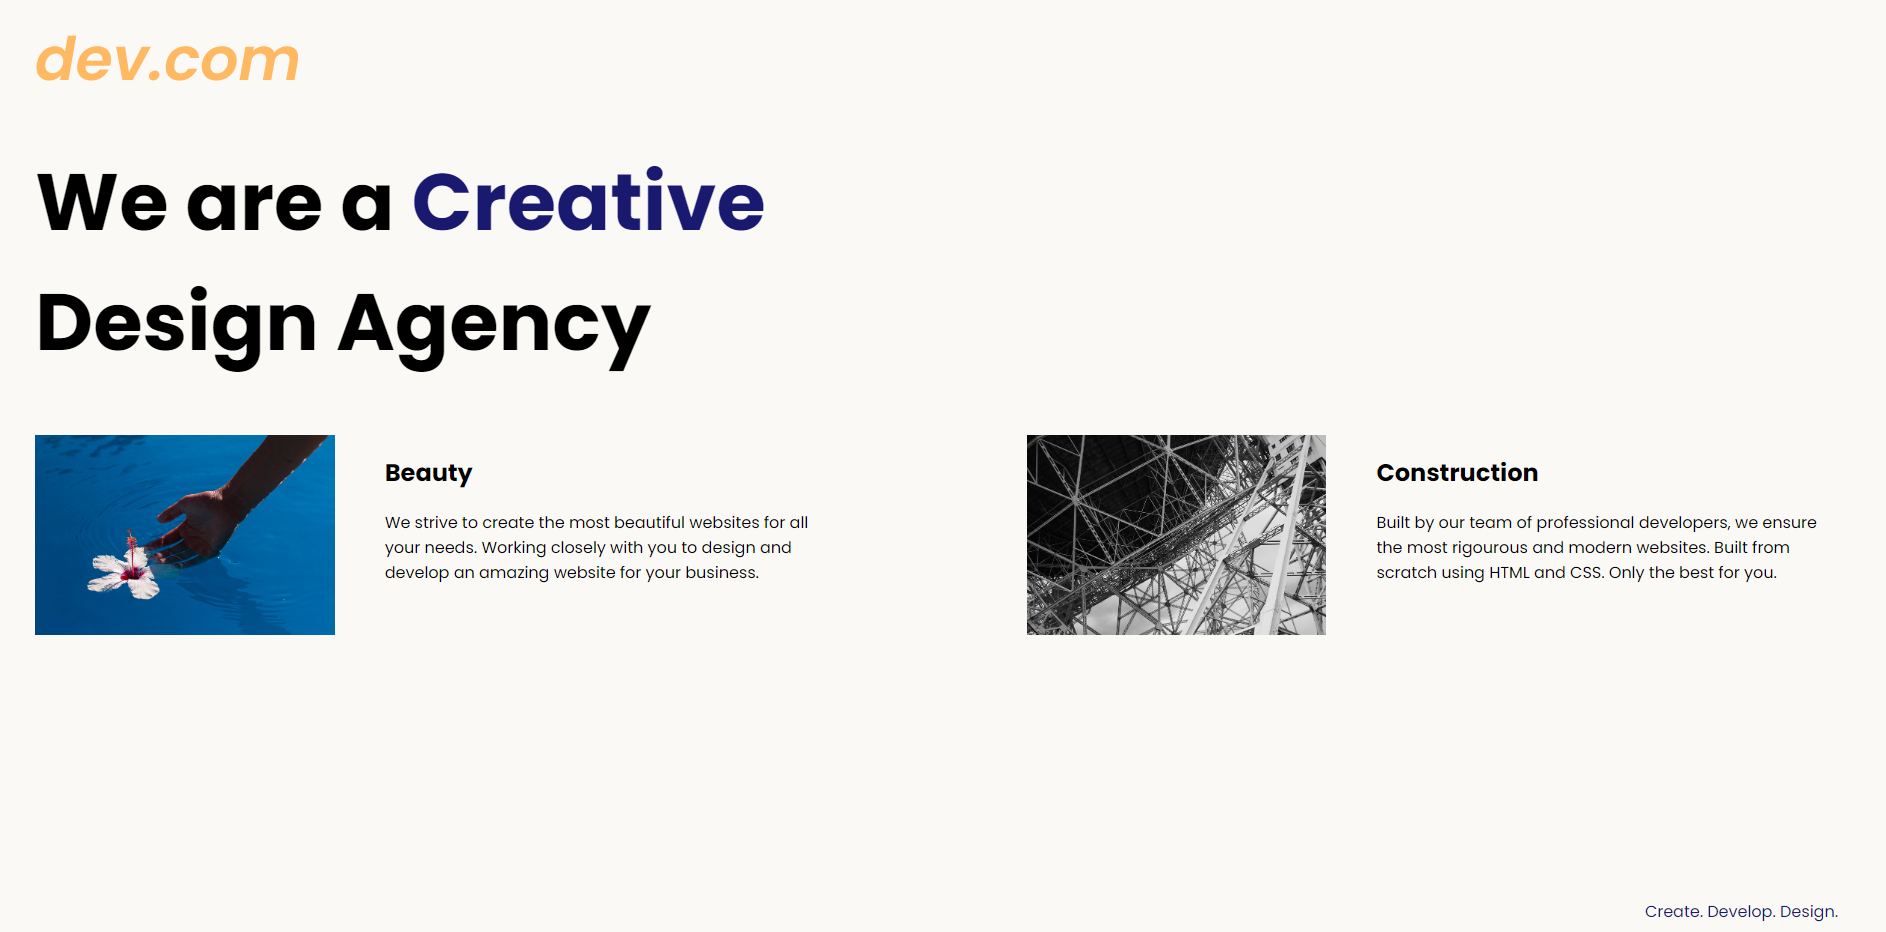 dev.com
We are a Creative
Design Agency
Beauty
We strive to create the most beautiful websites for all
your needs. Working closely with you to design and
develop an amazing website for your business.
Construction
Built by our team of professional developers, we ensure
the most rigourous and modern websites. Built from
scratch using HTML and CSS. Only the best for you.
Create. Develop. Design.